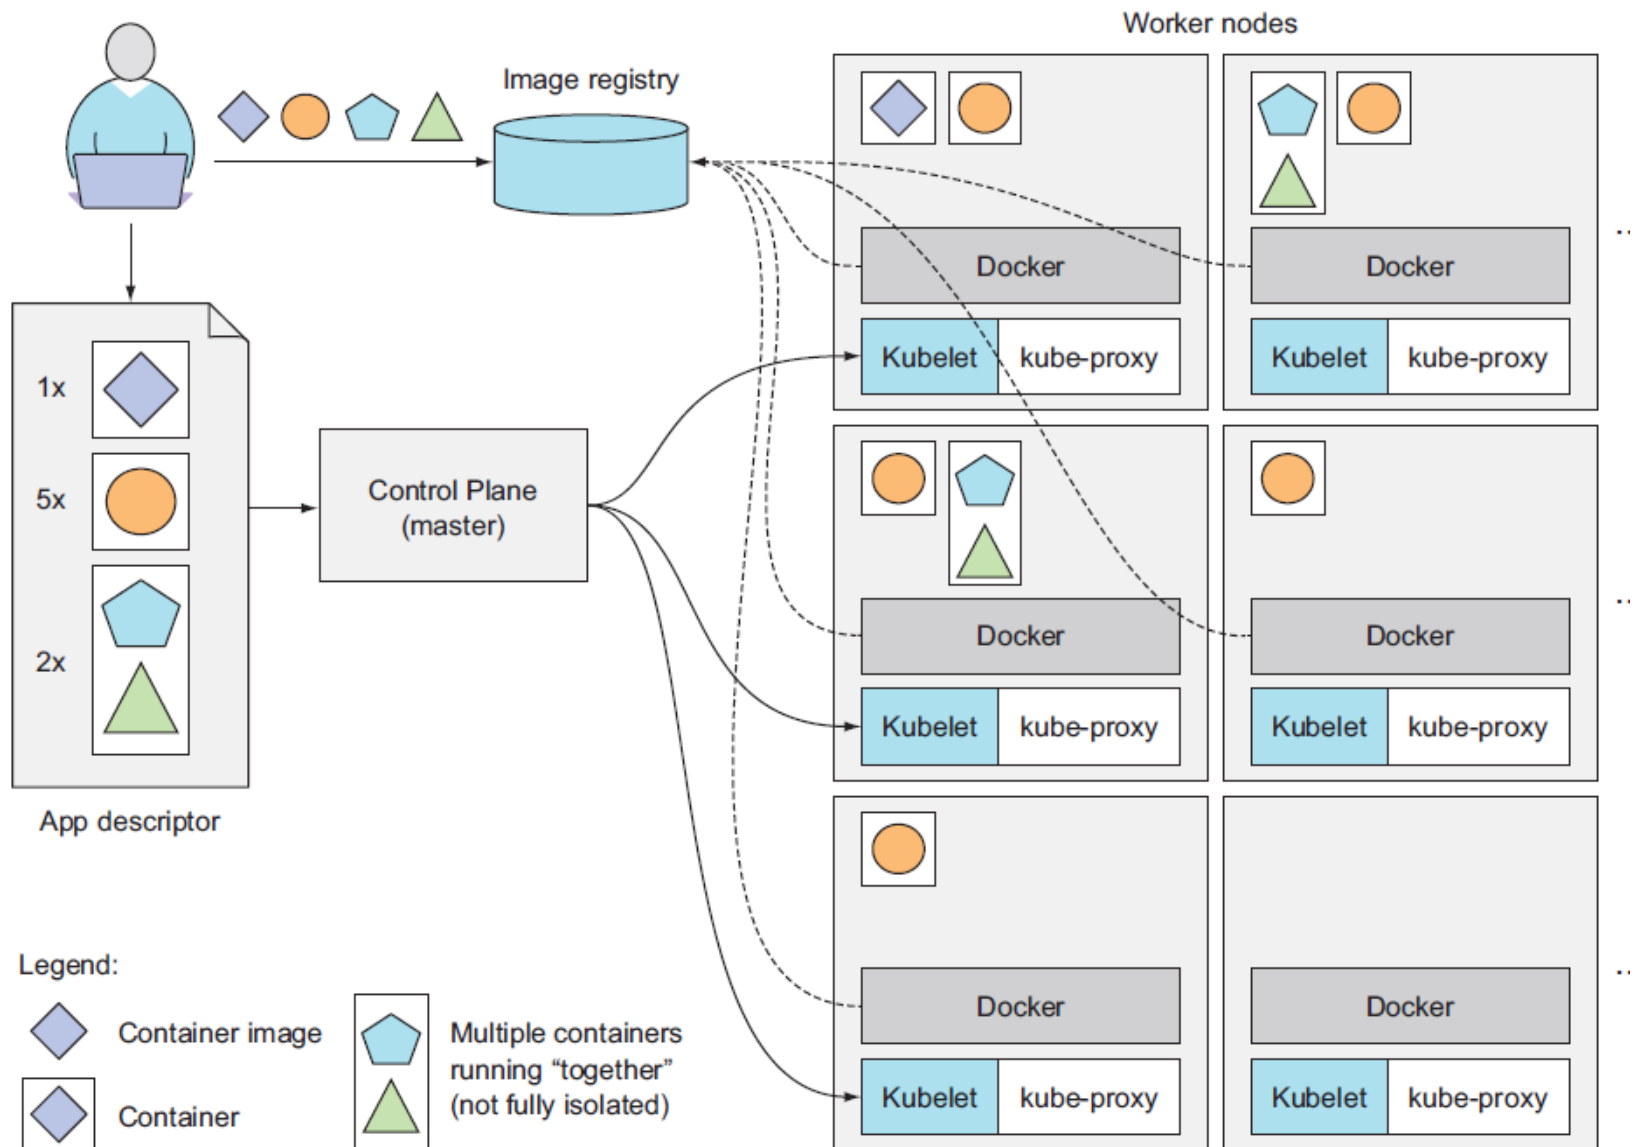 Worker nodes
Image registry
Docker
Kubelet kube-proxy
Docker
Kubelet kube-proxy
1x
5x
2x
App descriptor
Control Plane
(master)
Docker
Kubelet kube-proxy
Docker
Kubelet kube-proxy
Docker
Kubelet kube-proxy
Docker
Kubelet kube-proxy
Legend:
Container image
Container
Multiple containers
running “together”
(not fully isolated)